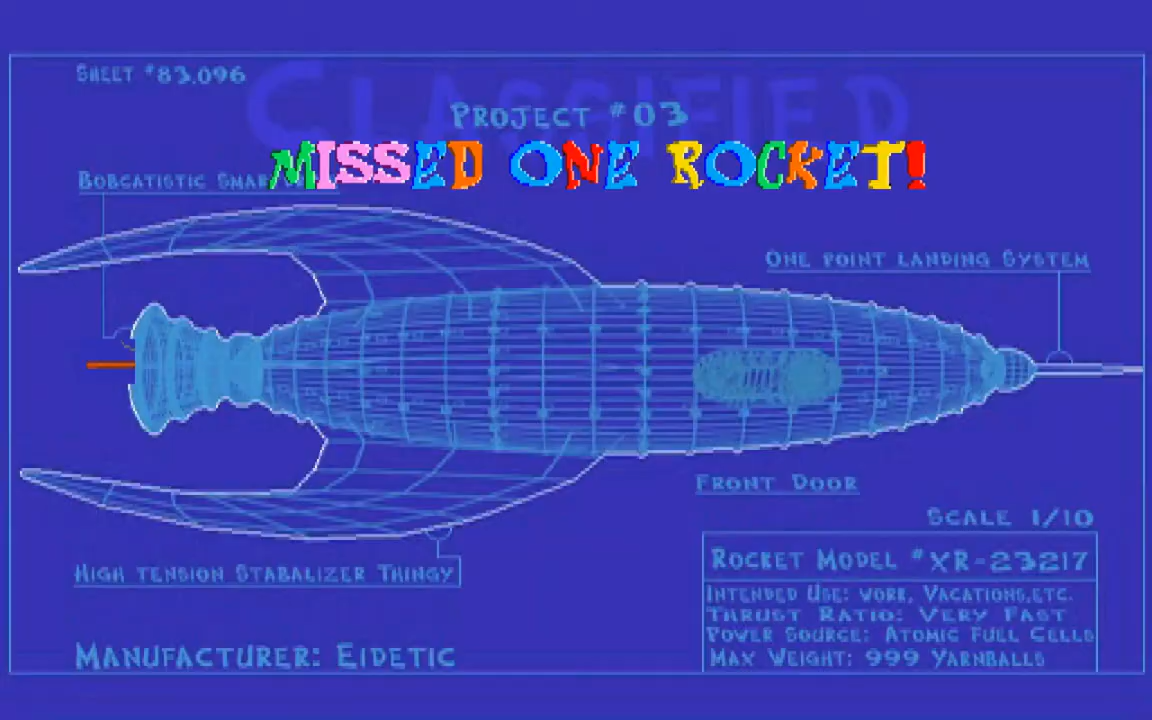 Sheet #83,096
Classified
Project #03
MISSED ONE ROCKET!
Bobcatistic
One point landing System
Front Door
Scale 1/10
High tension Stabalizer Thingy
Rocket Model #XR-23217
Intended Use: work, Vacations,etc.
Thrust Ratio: Very Fast
Power Source: Atomic Full Cells
Max Weight: 999 Yarnballs
Manufacturer: Eidetic